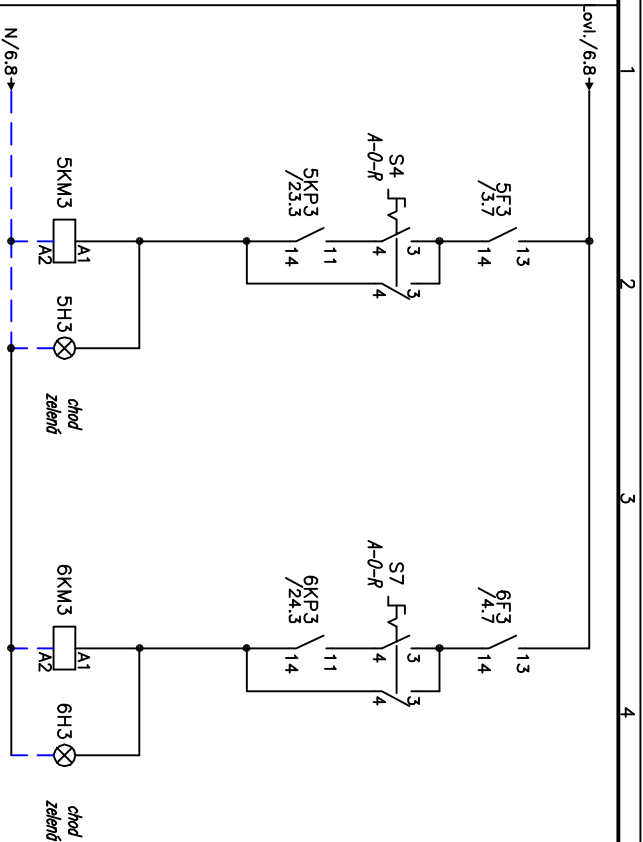 1
2
3
4
Lovl./6.8
5F3
/3.7
13
14
S4
A-0-R
3
4
3
4
5KP3
/23.3
11
14
5KM3
A1
A2
5H3
chod
zelená
6F3
/4.7
13
14
S7
A-0-R
3
4
3
4
6KP3
/24.3
11
14
6KM3
A1
A2
6H3
chod
zelená
N/6.8